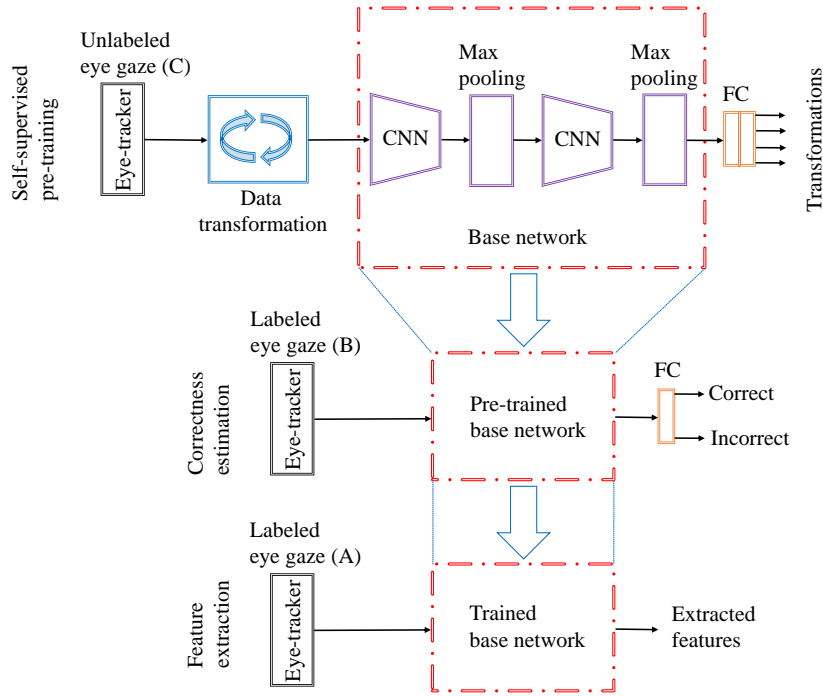 Self-supervised
pre-training
Unlabeled
eye gaze (C)
Eye-tracker
Data
transformation
CNN
Max
pooling
CNN
Max
pooling
Base network
FC
Transformations
Correctness
estimation
Labeled
eye gaze (B)
Eye-tracker
Pre-trained
base network
FC
Correct
Incorrect
Feature
extraction
Labeled
eye gaze (A)
Eye-tracker
Trained
base network
Extracted
features